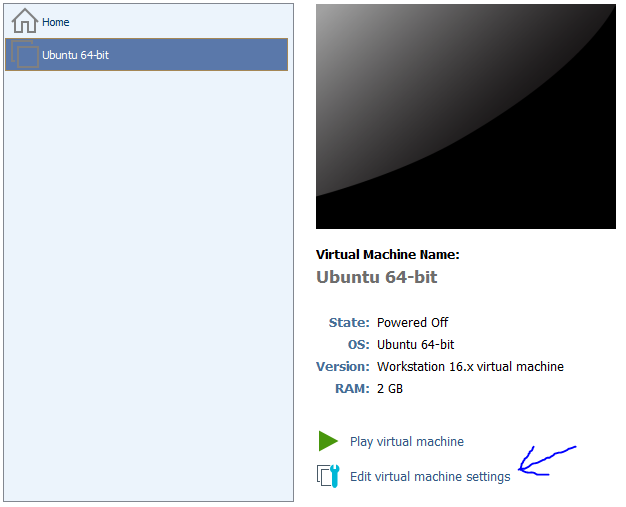 Home
Ubuntu 64-bit
Virtual Machine Name:
Ubuntu 64-bit
State: Powered Off
OS: Ubuntu 64-bit
Version: Workstation 16.x virtual machine
RAM: 2 GB
Play virtual machine
Edit virtual machine settings